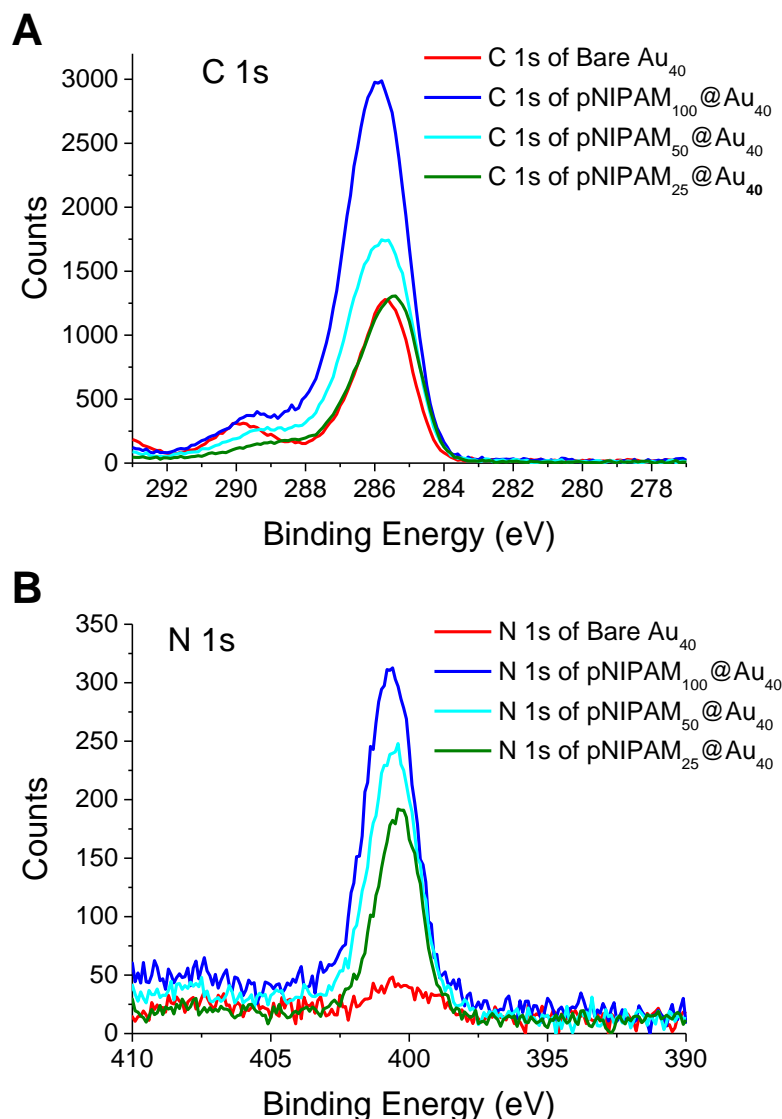 A
C 1s
C 1s of Bare Au40
C 1s of pNIPAM100@Au40
C 1s of pNIPAM50@Au40
C 1s of pNIPAM25@Au40
3000
2500
2000
1500
1000
500
0
Counts
292 290 288 286 284 282 280 278
Binding Energy (eV)
B
N 1s
N 1s of Bare Au40
N 1s of pNIPAM100@Au40
N 1s of pNIPAM50@Au40
N 1s of pNIPAM25@Au40
350
300
250
200
150
100
50
0
Counts
410 405 400 395 390
Binding Energy (eV)